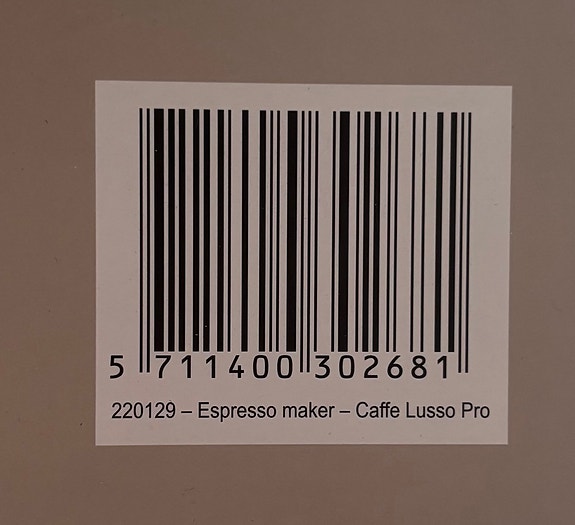 5 711400 302681
220129 – Espresso maker – Caffe Lusso Pro